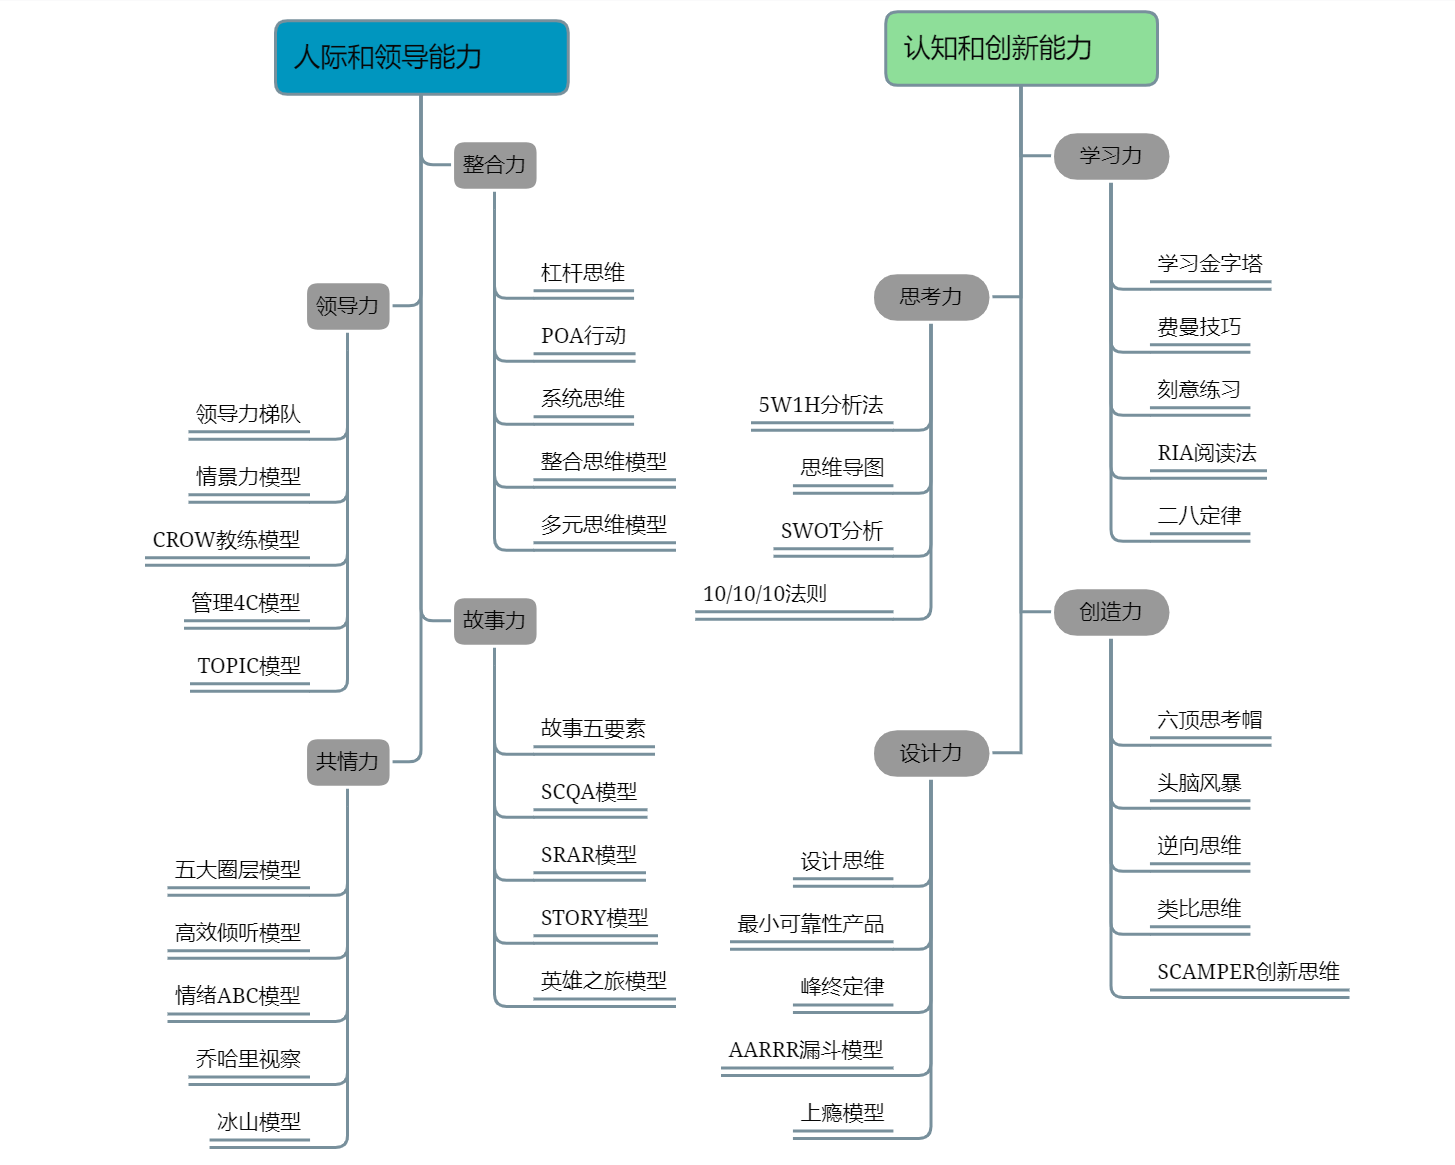 人际和领导能力
整合力
杠杆思维
POA行动
系统思维
整合思维模型
多元思维模型
领导力
领导力梯队
情景力模型
CROW教练模型
管理4C模型
TOPIC模型
故事力
故事五要素
SCQA模型
SRAR模型
STORY模型
英雄之旅模型
共情力
五大圈层模型
高效倾听模型
情绪ABC模型
乔哈里视察
冰山模型
认知和创新能力
学习力
学习金字塔
费曼技巧
刻意练习
RIA阅读法
二八定律
思考力
5W1H分析法
思维导图
SWOT分析
10/10/10法则
创造力
六顶思考帽
头脑风暴
逆向思维
类比思维
SCAMPER创新思维
设计力
设计思维
最小可靠性产品
峰终定律
AARRR漏斗模型
上瘾模型